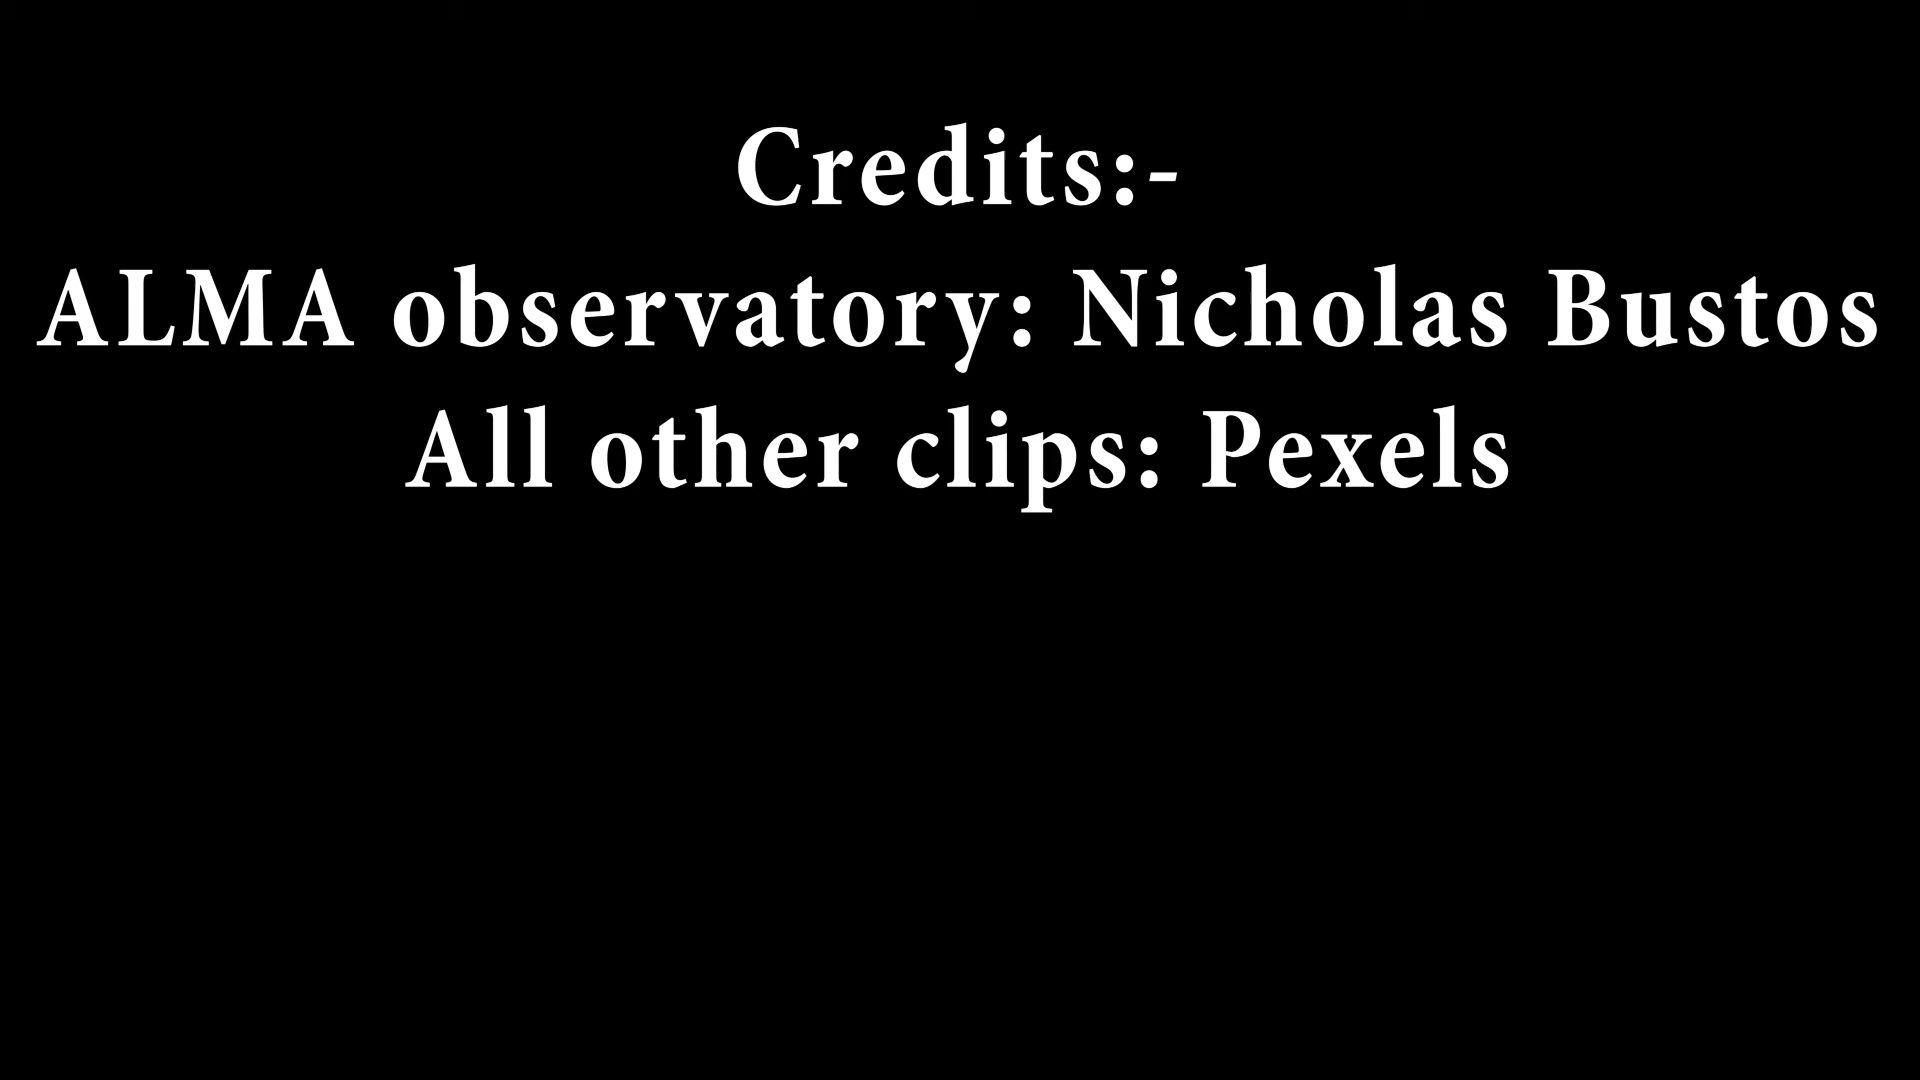 Credits:-
ALMA observatory: Nicholas Bustos
All other clips: Pexels